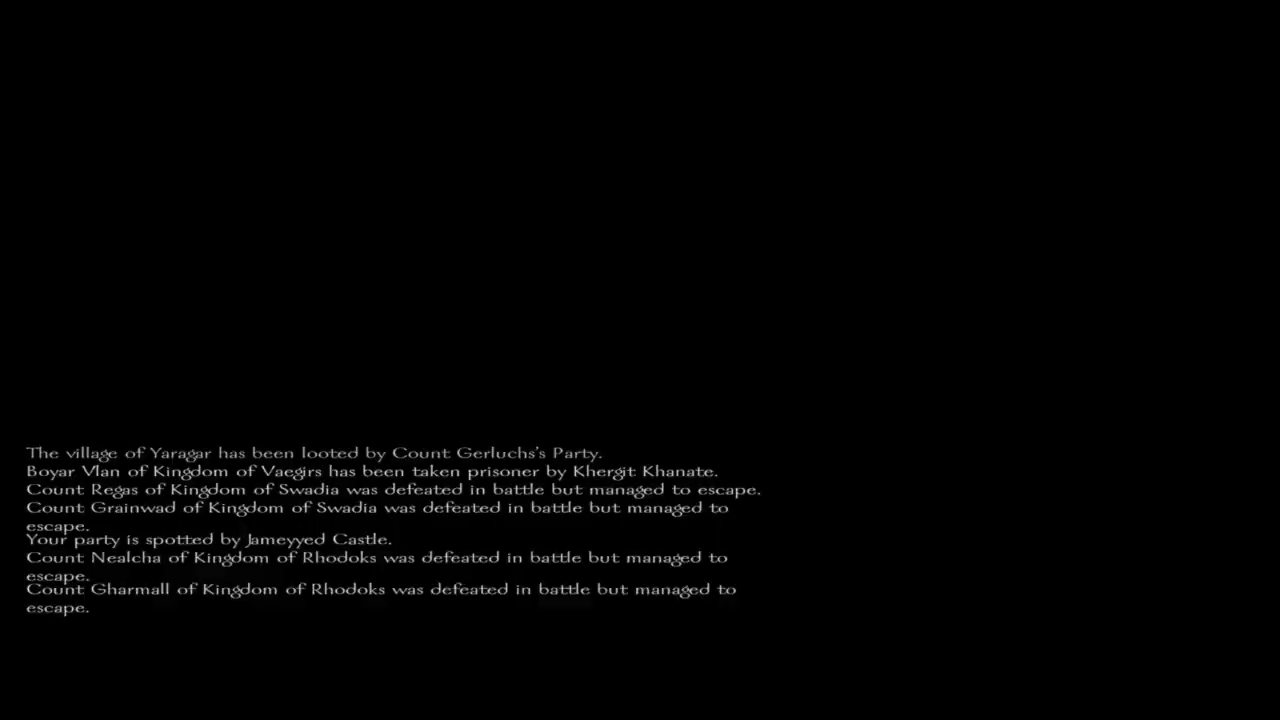 The village of Yaragar has been looted by Count Gerluchs's Party.
Boyar Vlan of Kingdom of Vaegirs has been taken prisoner by Khergit Khanate.
Count Regas of Kingdom of Swadia was defeated in battle but managed to escape.
Count Grainwad of Kingdom of Swadia was defeated in battle but managed to
escape.
Your party is spotted by Jameyyed Castle.
Count Nealcha of Kingdom of Rhodoks was defeated in battle but managed to
escape.
Count Gharmall of Kingdom of Rhodoks was defeated in battle but managed to
escape.